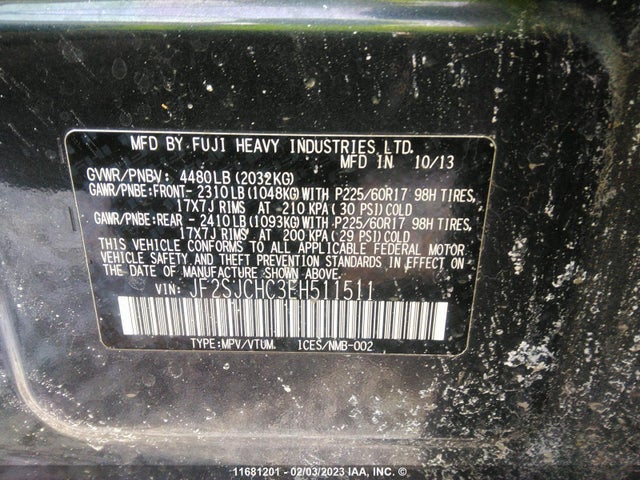 MFD BY FUJI HEAVY INDUSTRIES, LTD.
MFD IN 10/13
GVWR/PNBV: 4480LB (2032KG)
GAWR/PNBE:FRONT-2310LB(1048KG)WITH P225/60R17 98H TIRES,
17X7J RIMS AT 210 KPA (30 PSI)COLD
GAWR/PNBE:REAR -2410LB(1093KG)WITH P225/60R17 98H TIRES,
17X7J RIMS AT 200 KPA (29 PSI)COLD
THIS VEHICLE CONFORMS TO ALL APPLICABLE FEDERAL MOTOR
VEHICLE SAFETY AND THEFT PREVENTION STANDARDS IN EFFECT
ON THE DATE OF MANUFACTURE SHOWN ABOVE.
VIN: JF2SJCHC3EH511511
TYPE:MPV/VTUM 1CES/NMB-002
11681201 - 02/03/2023 IAA, INC. ©